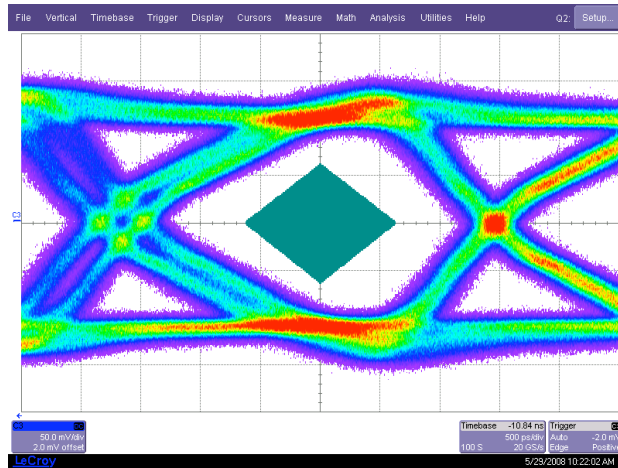 File Vertical Timebase Trigger Display Cursors Measure Math Analysis Utilities Help Q2: Setup...
C3
C3
50.0 mV/div
2.0 mV offset
Timebase -10.84 ns
500 ps/div
100 S 20 GS/s
Trigger
Auto -2.0 m
Edge Positiv
LeCroy
5/29/2008 10:22:02 AM